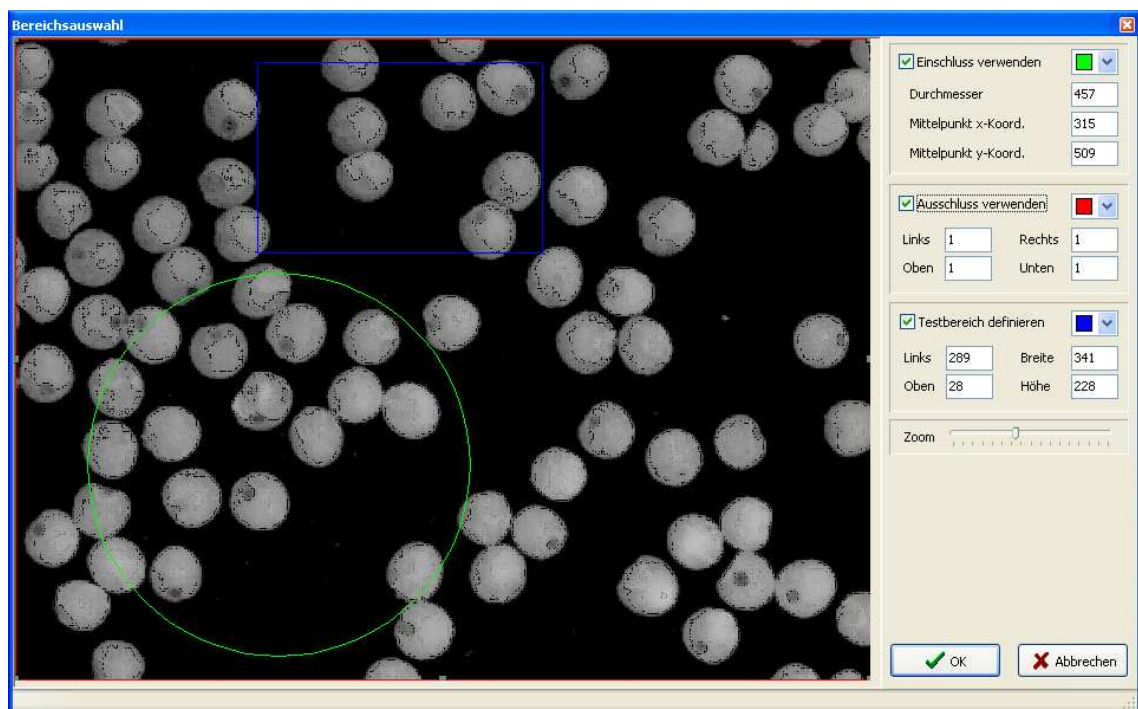 Bereichsauswahl
Einschluss verwenden
Durchmesser 457
Mittelpunkt x-Koord. 315
Mittelpunkt y-Koord. 509
Ausschluss verwenden
Links 1 Rechts 1
Oben 1 Unten 1
Testbereich definieren
Links 289 Breite 341
Oben 28 Höhe 228
Zoom
OK Abbrechen